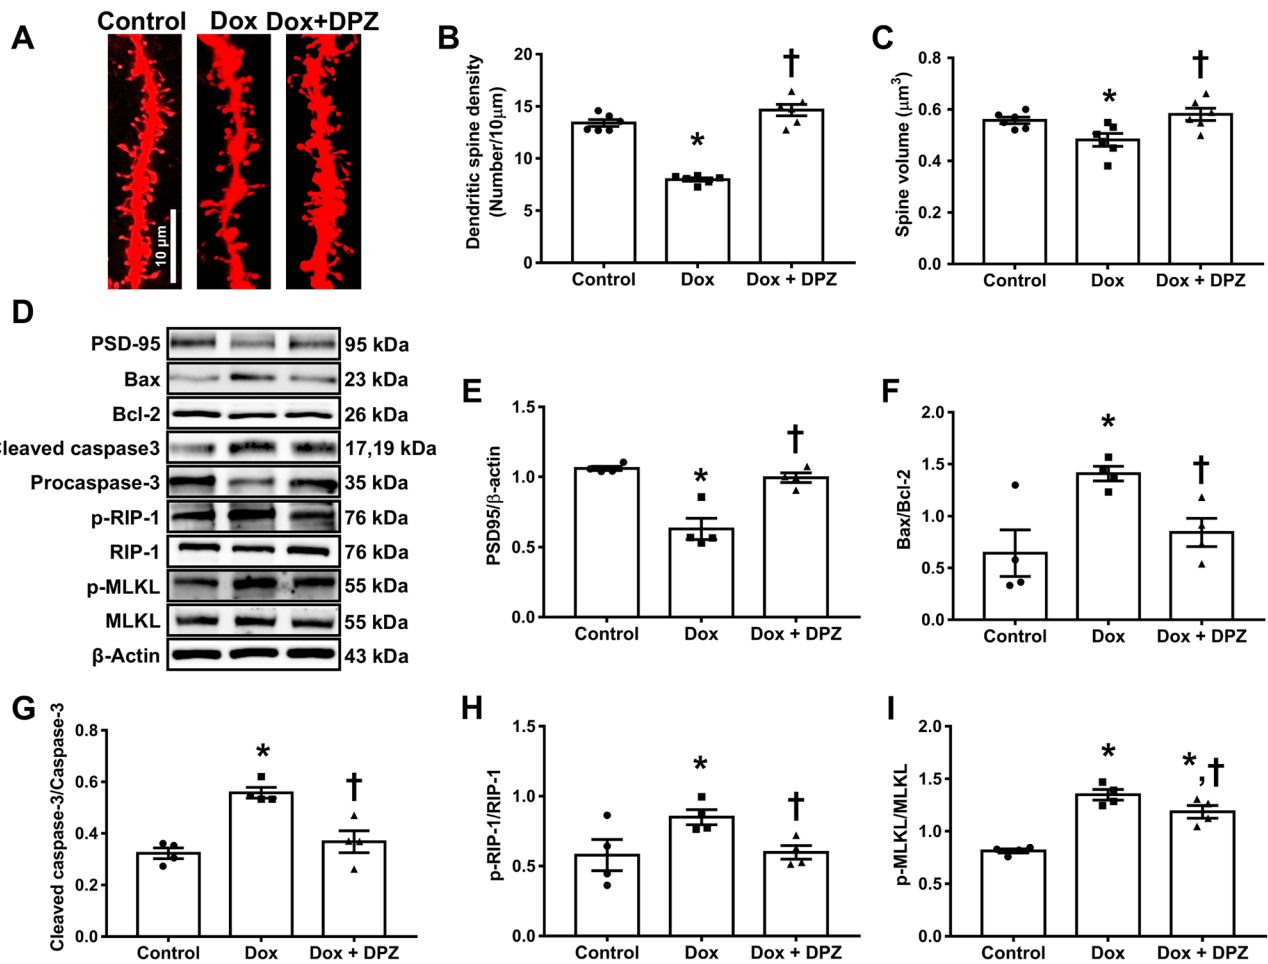 A
Control Dox Dox+DPZ
10 μm
B
Dendritic spine density
(Number/10μm)
20
15
10
5
0
*
†
Control Dox Dox + DPZ
C
Spine volume (μm³)
0.8
0.6
0.4
0.2
0.0
*
†
Control Dox Dox + DPZ
D
PSD-95 95 kDa
Bax 23 kDa
Bcl-2 26 kDa
Cleaved caspase3 17,19 kDa
Procaspase-3 35 kDa
p-RIP-1 76 kDa
RIP-1 76 kDa
p-MLKL 55 kDa
MLKL 55 kDa
β-Actin 43 kDa
E
PSD95/β-actin
1.5
1.0
0.5
0.0
*
†
Control Dox Dox + DPZ
F
Bax/Bcl-2
2.0
1.5
1.0
0.5
0.0
*
†
Control Dox Dox + DPZ
G
Cleaved caspase-3/Caspase-3
0.8
0.6
0.4
0.2
0.0
*
†
Control Dox Dox + DPZ
H
p-RIP-1/RIP-1
1.5
1.0
0.5
0.0
*
†
Control Dox Dox + DPZ
I
p-MLKL/MLKL
2.0
1.5
1.0
0.5
0.0
*
*,†
Control Dox Dox + DPZ